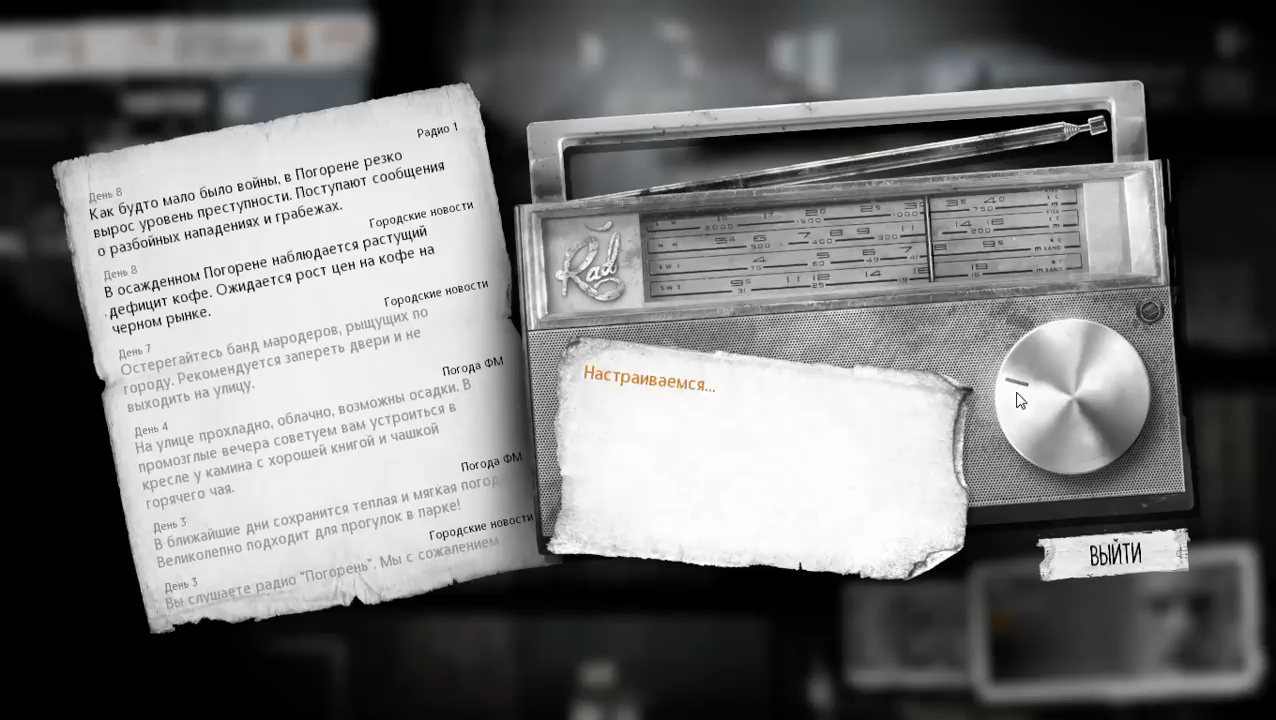 Радио 1
День 8
Как будто мало было войны, в Погорене резко
вырос уровень преступности. Поступают сообщения
о разбойных нападениях и грабежах.
Городские новости
День 8
В осажденном Погорене наблюдается растущий
дефицит кофе. Ожидается рост цен на кофе на
черном рынке.
Городские новости
День 7
Остерегайтесь банд мародеров, рыщущих по
городу. Рекомендуется запереть двери и не
выходить на улицу.
Погода ФМ
День 4
На улице прохладно, облачно, возможны осадки. В
промозглые вечера советуем вам устроиться в
кресле у камина с хорошей книгой и чашкой
горячего чая.
Погода ФМ
День 3
В ближайшие дни сохранится теплая и мягкая погод
Великолепно подходит для прогулок в парке!
Городские новости
День 3
Вы слушаете радио "Погорень". Мы с сожалением
Rad
Настраиваемся...
ВЫЙТИ